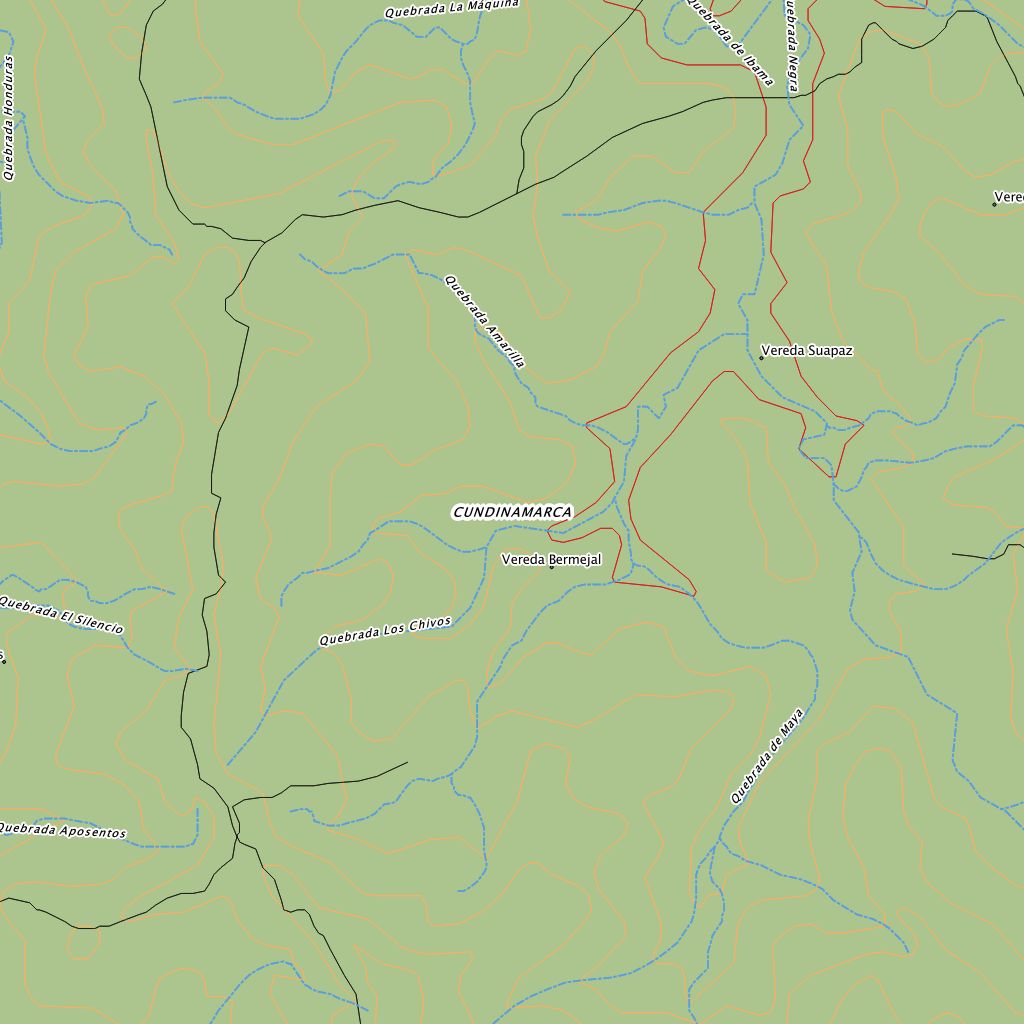 Quebrada La Máquina
Quebrada de Ibama
Quebrada Negra
Quebrada Honduras
Vere
Quebrada Amarilla
Vereda Suapaz
CUNDINAMARCA
Vereda Bermejal
Quebrada El Silencio
Quebrada Los Chivos
Quebrada de Maya
Quebrada Aposentos